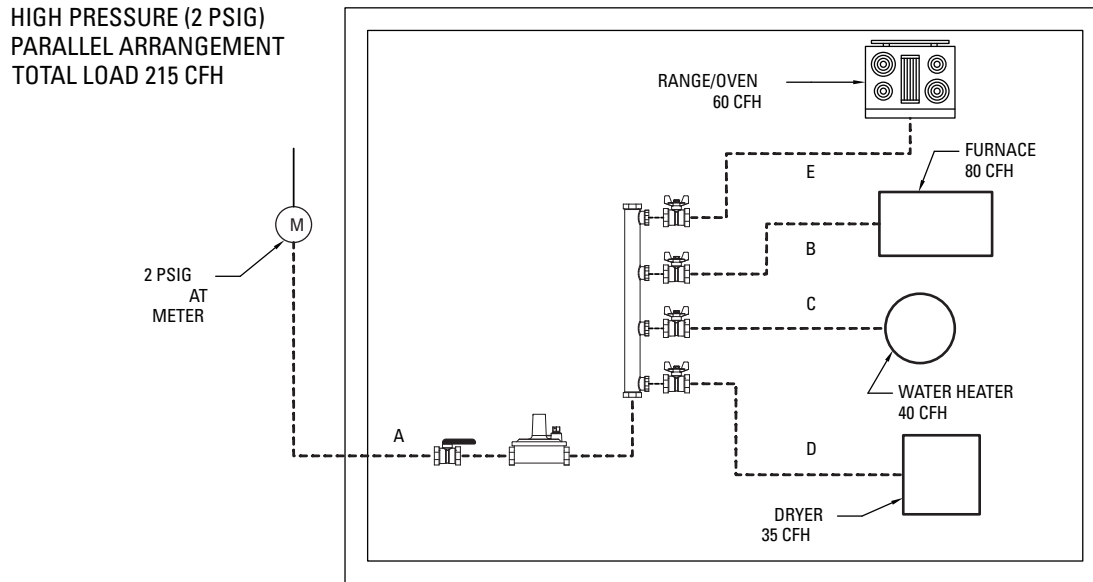 HIGH PRESSURE (2 PSIG)
PARALLEL ARRANGEMENT
TOTAL LOAD 215 CFH
RANGE/OVEN
60 CFH
E
FURNACE
80 CFH
M
B
2 PSIG
AT
METER
C
WATER HEATER
40 CFH
A
D
DRYER
35 CFH